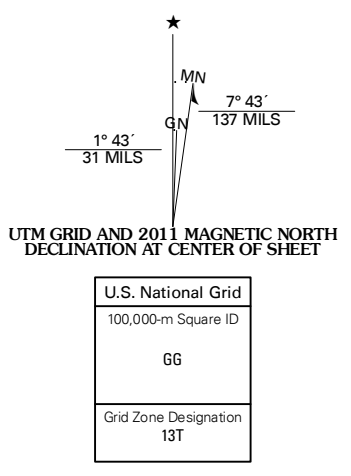 ★
MN
7° 43´
137 MILS
GN
1° 43´
31 MILS
UTM GRID AND 2011 MAGNETIC NORTH
DECLINATION AT CENTER OF SHEET
U.S. National Grid
100,000-m Square ID
GG
Grid Zone Designation
13T